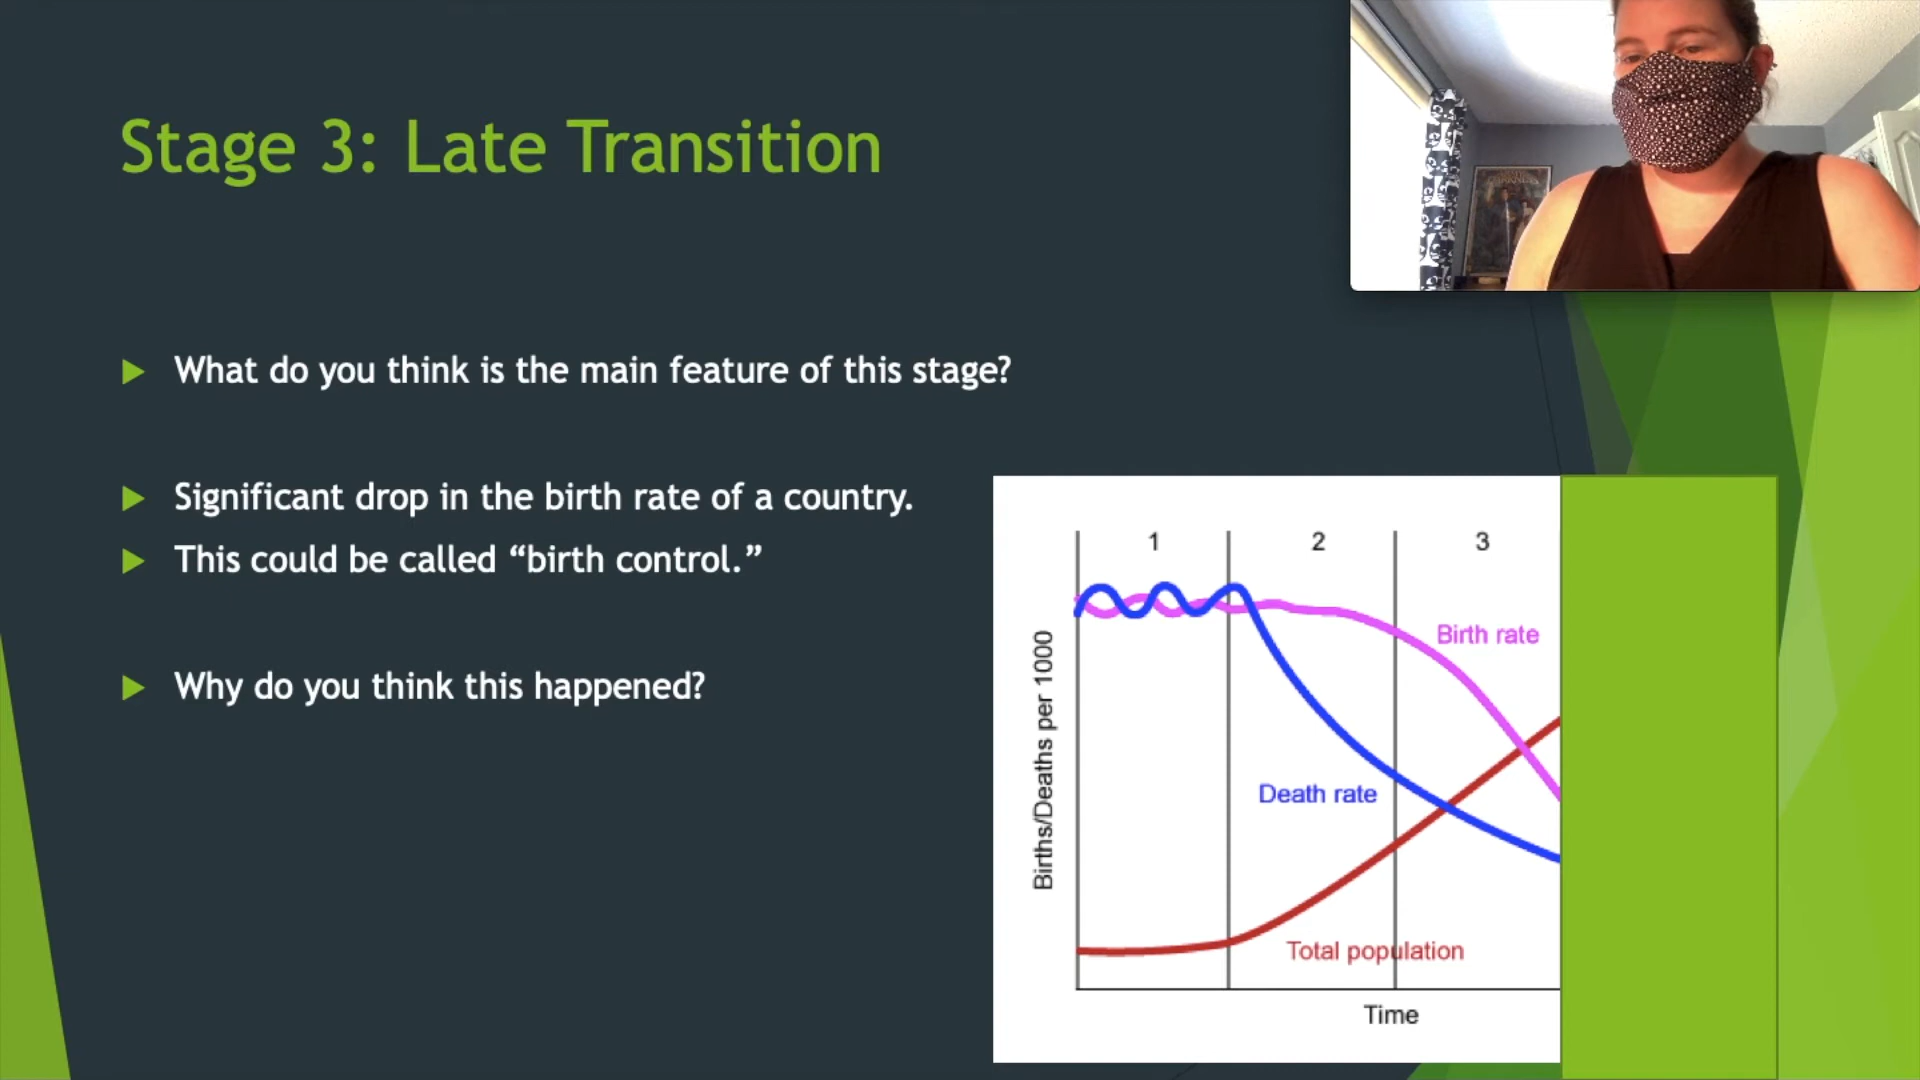 Stage 3: Late Transition
What do you think is the main feature of this stage?
Significant drop in the birth rate of a country.
This could be called “birth control.”
Why do you think this happened?
1 2 3
Birth rate
Death rate
Total population
Births/Deaths per 1000
Time